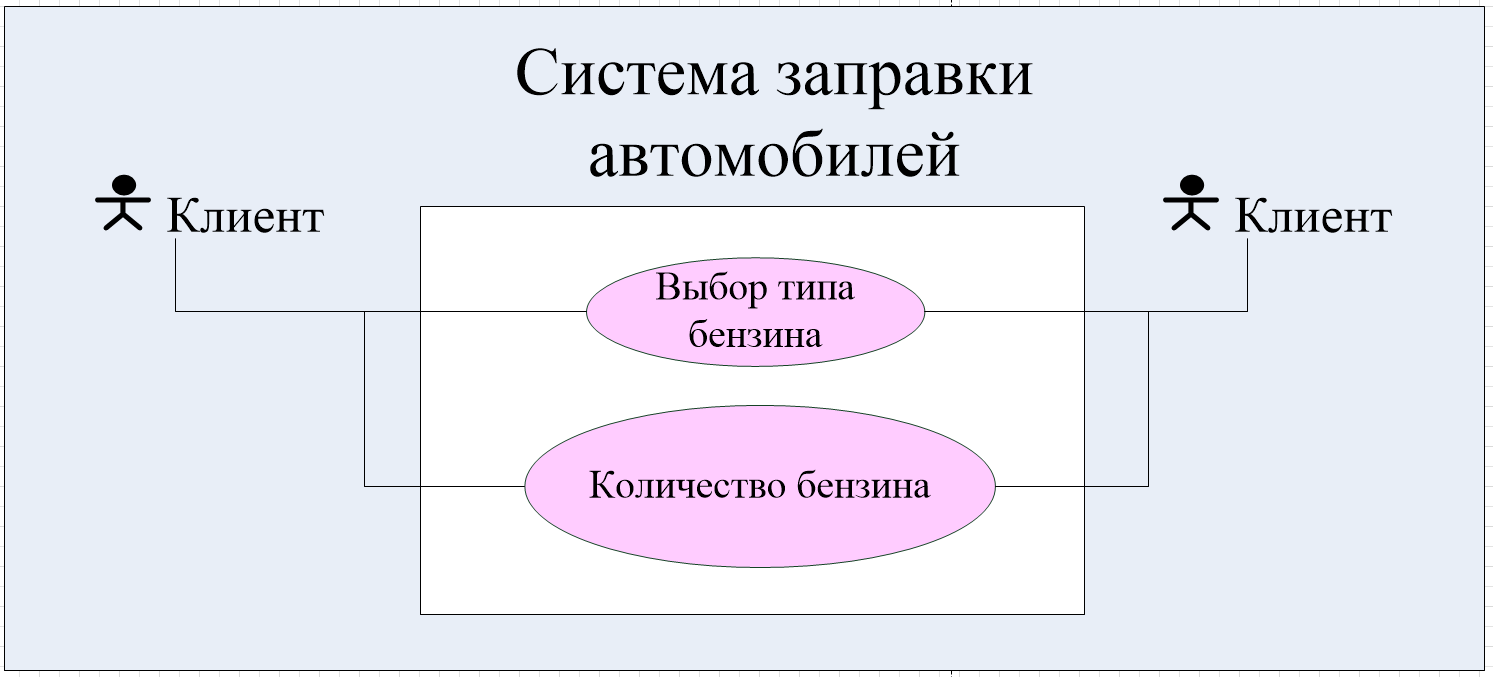 Система заправки
автомобилей
Клиент
Клиент
Выбор типа
бензина
Количество бензина